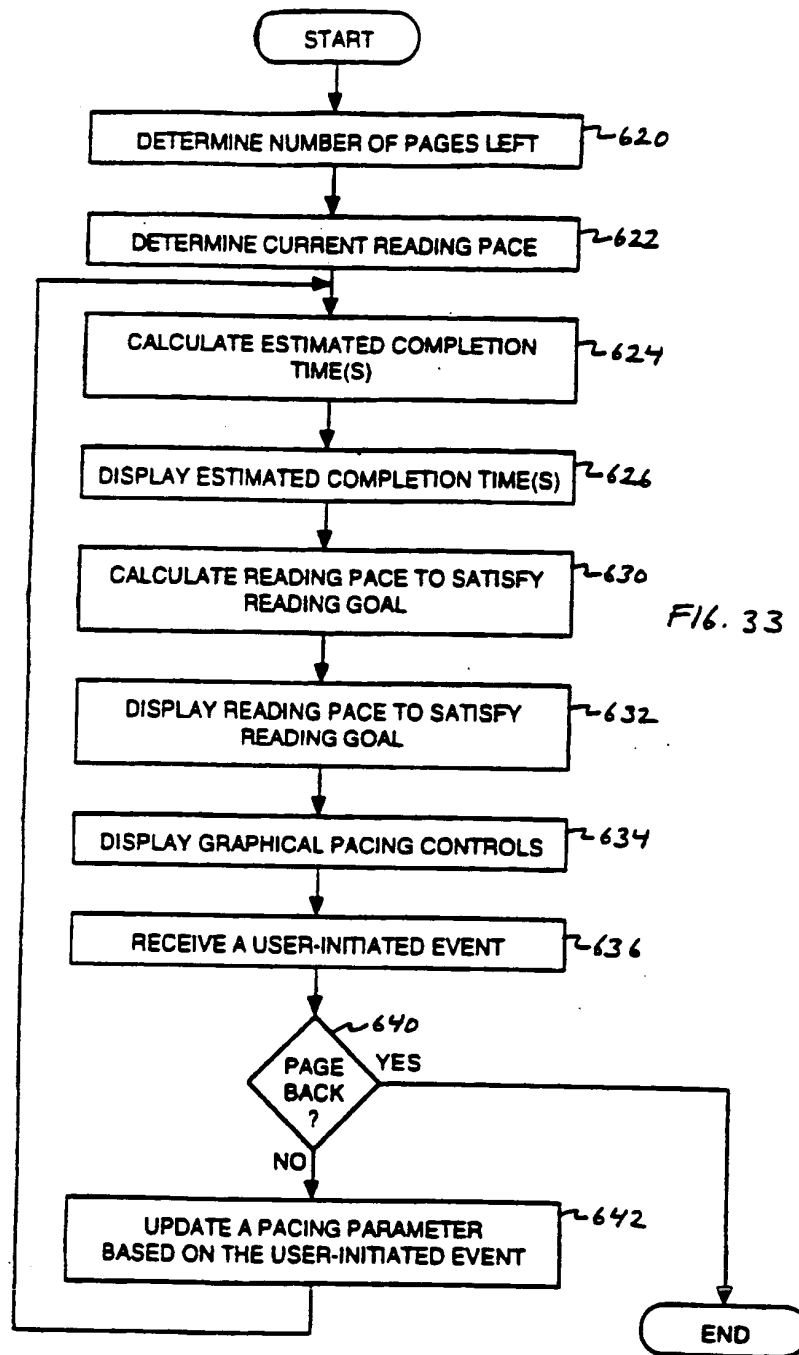 START
DETERMINE NUMBER OF PAGES LEFT 620
DETERMINE CURRENT READING PACE 622
CALCULATE ESTIMATED COMPLETION
TIME(S)
624
DISPLAY ESTIMATED COMPLETION TIME(S) 626
CALCULATE READING PACE TO SATISFY
READING GOAL
630
FIG. 33
DISPLAY READING PACE TO SATISFY
READING GOAL
632
DISPLAY GRAPHICAL PACING CONTROLS 634
RECEIVE A USER-INITIATED EVENT 636
640
PAGE
BACK
?
YES
NO
UPDATE A PACING PARAMETER
BASED ON THE USER-INITIATED EVENT
642
END